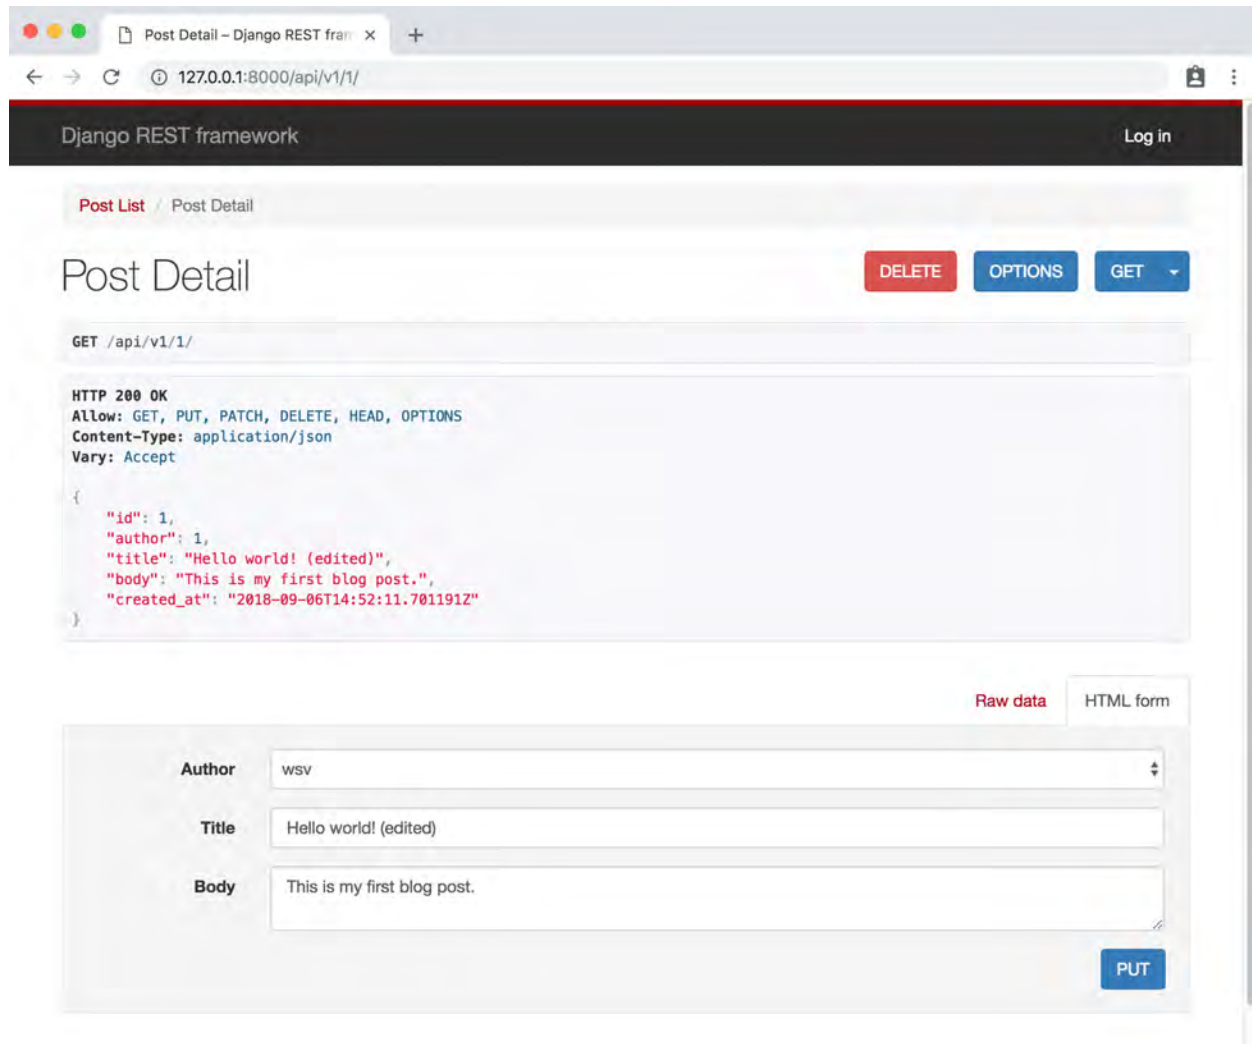 Post Detail – Django REST fram
127.0.0.1:8000/api/v1/1/
Django REST framework
Log in
Post List / Post Detail
Post Detail
DELETE
OPTIONS
GET
GET /api/v1/1/
HTTP 200 OK
Allow: GET, PUT, PATCH, DELETE, HEAD, OPTIONS
Content-Type: application/json
Vary: Accept
{
"id": 1,
"author": 1,
"title": "Hello world! (edited)",
"body": "This is my first blog post.",
"created_at": "2018-09-06T14:52:11.701191Z"
}
Raw data
HTML form
Author
wsv
Title
Hello world! (edited)
Body
This is my first blog post.
PUT